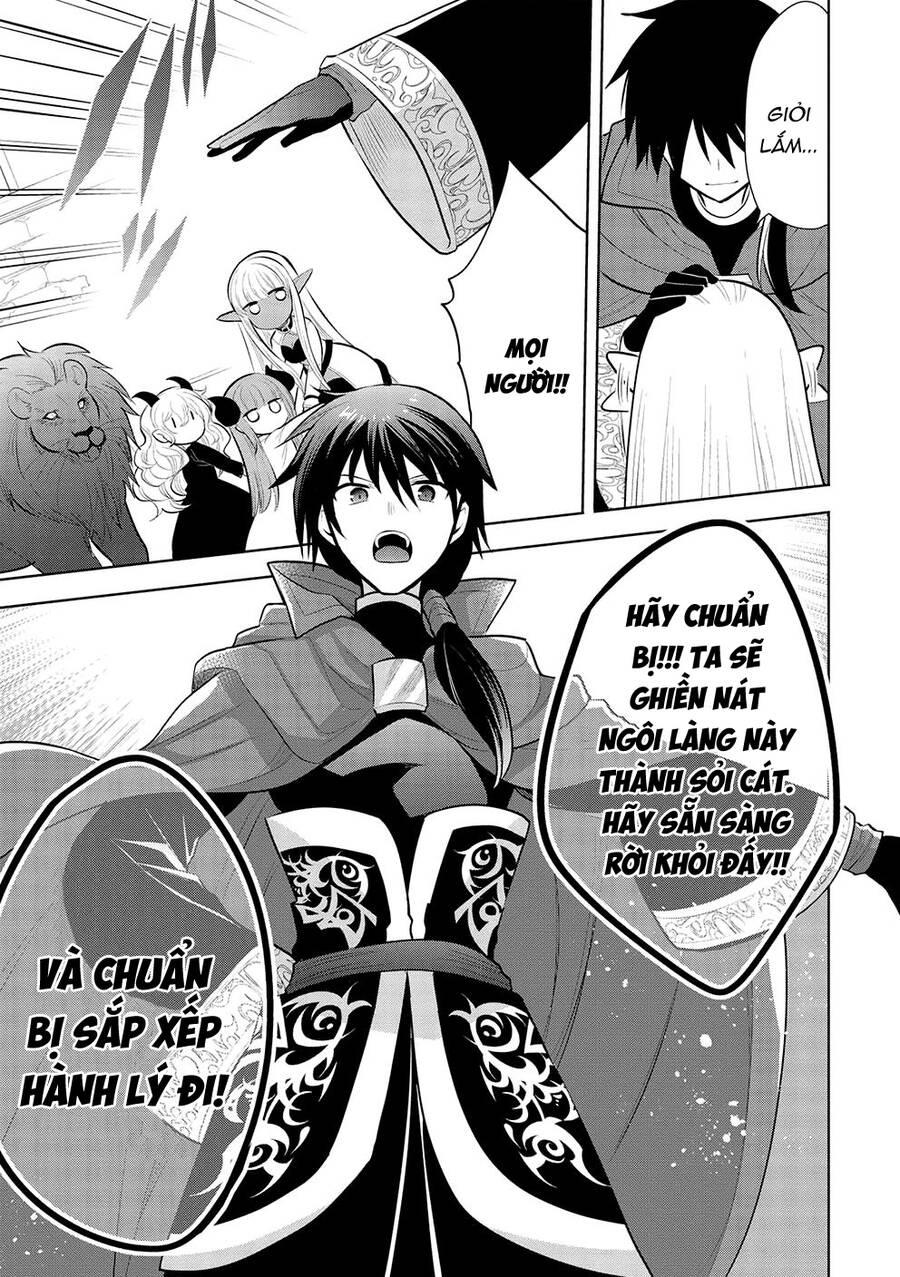 GIỎI
LẮM...
MỌI
NGƯỜI!!
HÃY CHUẨN
BỊ!!! TA SẼ
GHIỀN NÁT
NGÔI LÀNG NÀY
THÀNH SỎI CÁT.
HÃY SẴN SÀNG
RỜI KHỎI ĐẤY!!
VÀ CHUẨN
BỊ SẮP XẾP
HÀNH LÝ ĐI!